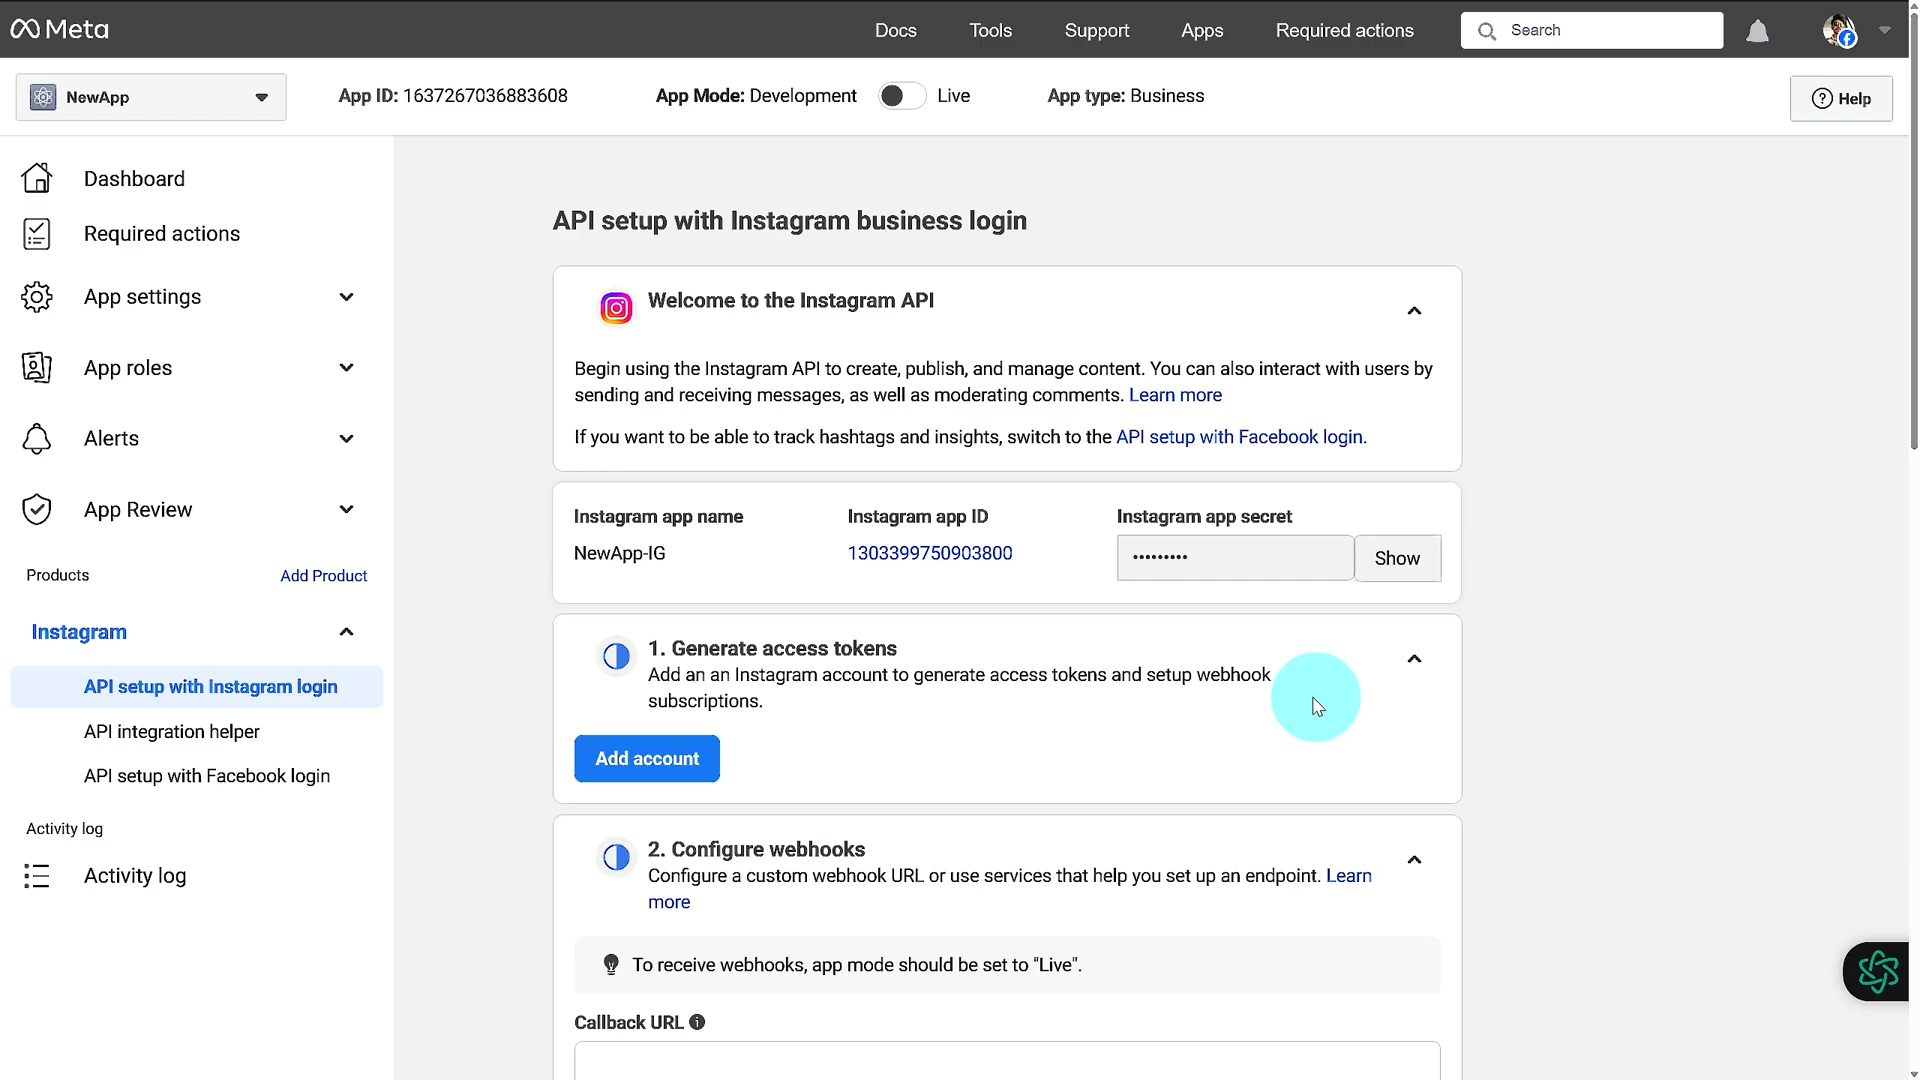 Meta
Docs
Tools
Support
Apps
Required actions
Search
NewApp
App ID: 1637267036883608
App Mode: Development
Live
App type: Business
Help
Dashboard
Required actions
App settings
App roles
Alerts
App Review
Products
Add Product
Instagram
API setup with Instagram login
API integration helper
API setup with Facebook login
Activity log
Activity log
API setup with Instagram business login
Welcome to the Instagram API
Begin using the Instagram API to create, publish, and manage content. You can also interact with users by
sending and receiving messages, as well as moderating comments. Learn more
If you want to be able to track hashtags and insights, switch to the API setup with Facebook login.
Instagram app name
Instagram app ID
Instagram app secret
NewApp-IG
1303399750903800
•••••••••
Show
1. Generate access tokens
Add an an Instagram account to generate access tokens and setup webhook
subscriptions.
Add account
2. Configure webhooks
Configure a custom webhook URL or use services that help you set up an endpoint. Learn
more
To receive webhooks, app mode should be set to "Live".
Callback URL